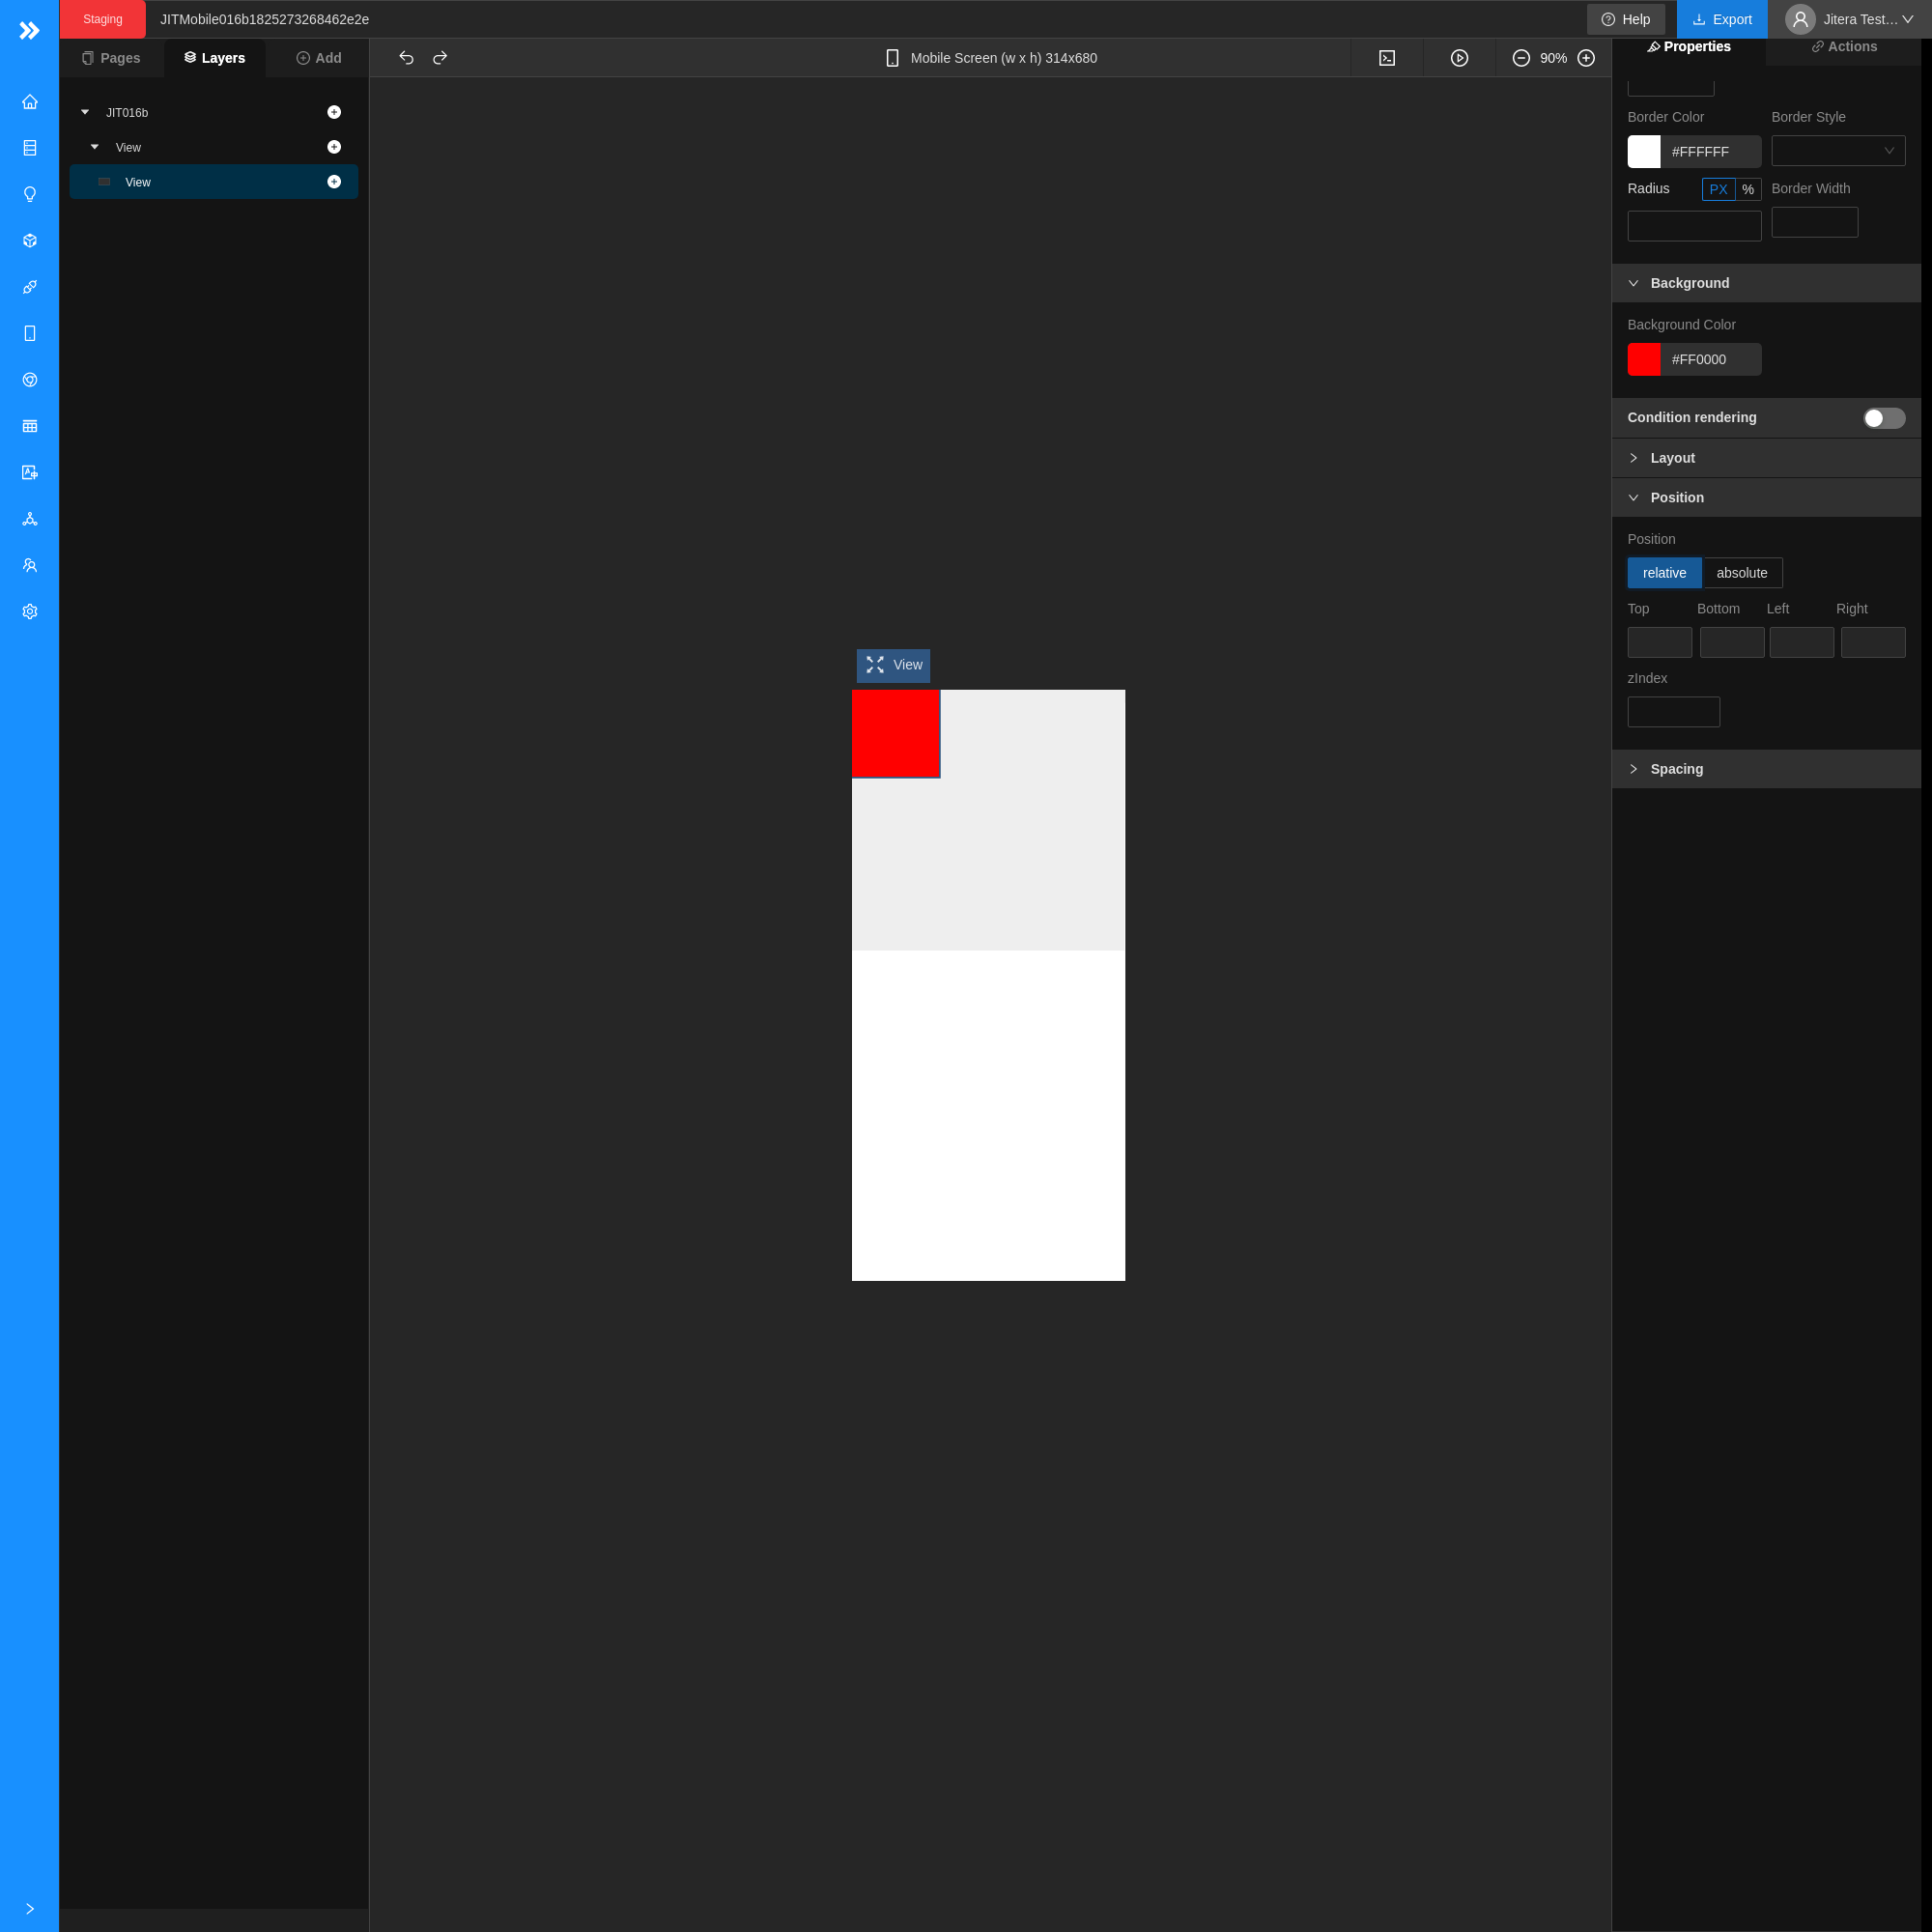 Staging
JITMobile016b1825273268462e2e
Help
Export
Jitera Test...
Pages
Layers
Add
Mobile Screen (w x h) 314x680
90%
Properties
Actions
JIT016b
View
View
Border Color
Border Style
#FFFFFF
Radius
PX
%
Border Width
Background
Background Color
#FF0000
Condition rendering
Layout
Position
Position
relative
absolute
Top
Bottom
Left
Right
zIndex
Spacing
View